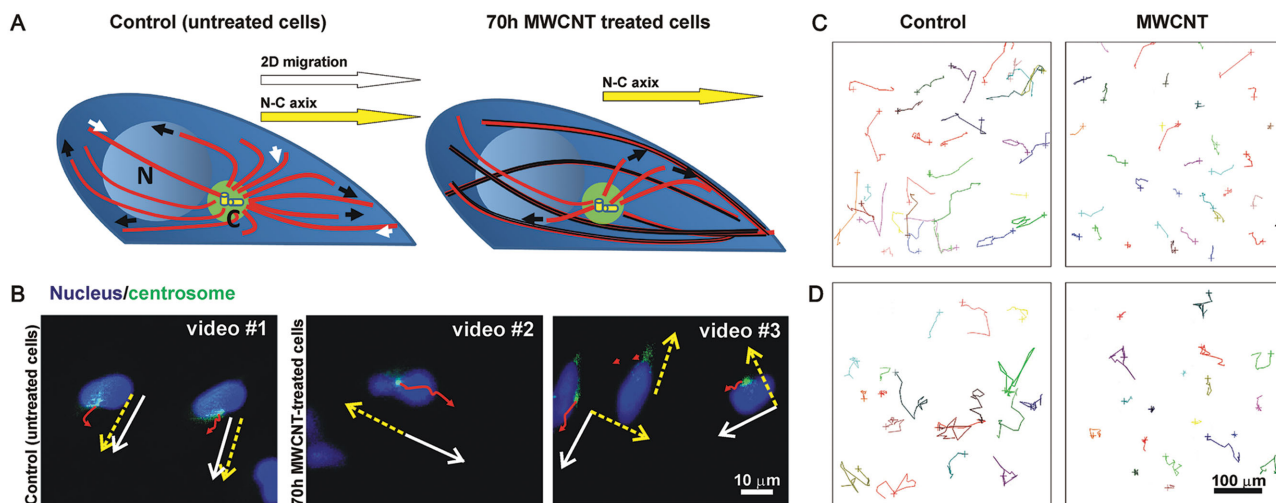 A
Control (untreated cells)
70h MWCNT treated cells
2D migration
N-C axix
N-C axix
N
C
C
Control
MWCNT
B
Nucleus/centrosome
Control (untreated cells)
video #1
70h MWCNT-treated cells
video #2
video #3
10 μm
D
100 μm